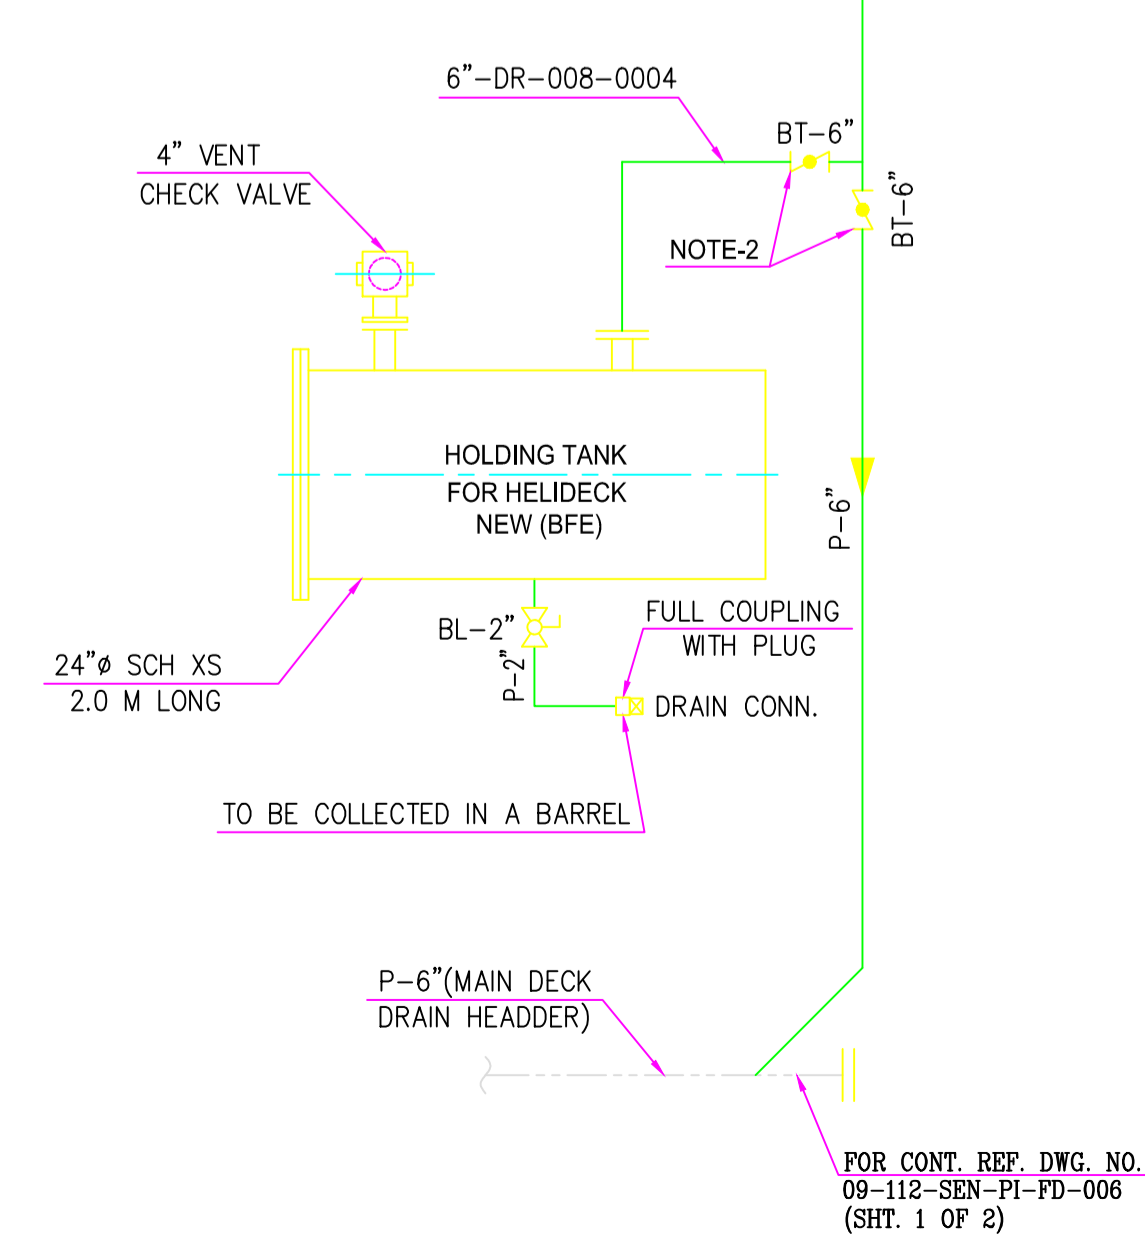 6”-DR-008-0004
BT-6”
4” VENT
CHECK VALVE
BT-6”
NOTE-2
HOLDING TANK
FOR HELIDECK
NEW (BFE)
P-6”
FULL COUPLING
WITH PLUG
BL-2”
24”ø SCH XS
2.0 M LONG
P-2”
DRAIN CONN.
TO BE COLLECTED IN A BARREL
P-6”(MAIN DECK
DRAIN HEADDER)
FOR CONT. REF. DWG. NO.
09-112-SEN-PI-FD-006
(SHT. 1 OF 2)